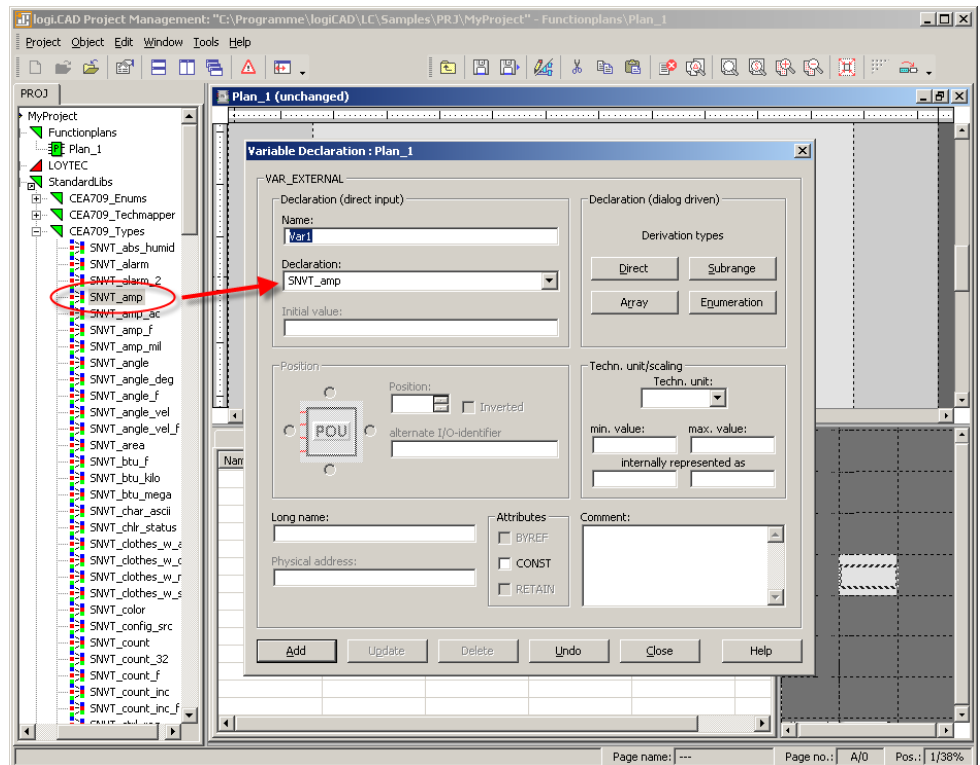 logi.CAD Project Management: "C:\Programme\logiCAD\LC\Samples\PRJ\MyProject" - Functionplans\Plan_1
Project Object Edit Window Tools Help
PROJ
MyProject
Functionplans
Plan_1
LOYTEC
StandardLibs
CEA709_Enums
CEA709_Techmapper
CEA709_Types
SNVT_abs_humid
SNVT_alarm
SNVT_alarm_2
SNVT_amp
SNVT_amp_ac
SNVT_amp_f
SNVT_amp_mil
SNVT_angle
SNVT_angle_deg
SNVT_angle_f
SNVT_angle_vel
SNVT_angle_vel_f
SNVT_area
SNVT_btu_f
SNVT_btu_kilo
SNVT_btu_mega
SNVT_char_ascii
SNVT_chlr_status
SNVT_clothes_w_
SNVT_clothes_w_
SNVT_clothes_w_
SNVT_clothes_w_
SNVT_color
SNVT_config_src
SNVT_count
SNVT_count_32
SNVT_count_f
SNVT_count_inc
SNVT_count_inc_f
Plan_1 (unchanged)
Variable Declaration : Plan_1
VAR_EXTERNAL
Declaration (direct input)
Name:
Var1
Declaration:
SNVT_amp
Initial value:
Declaration (dialog driven)
Derivation types
Direct Subrange
Array Enumeration
Position
Position:
Inverted
POU
alternate I/O-identifier
Techn. unit/scaling
Techn. unit:
min. value: max. value:
internally represented as
Long name:
Physical address:
Attributes
BYREF
CONST
RETAIN
Comment:
Add Update Delete Undo Close Help
Page name: --- Page no.: A/0 Pos.: 1/38%